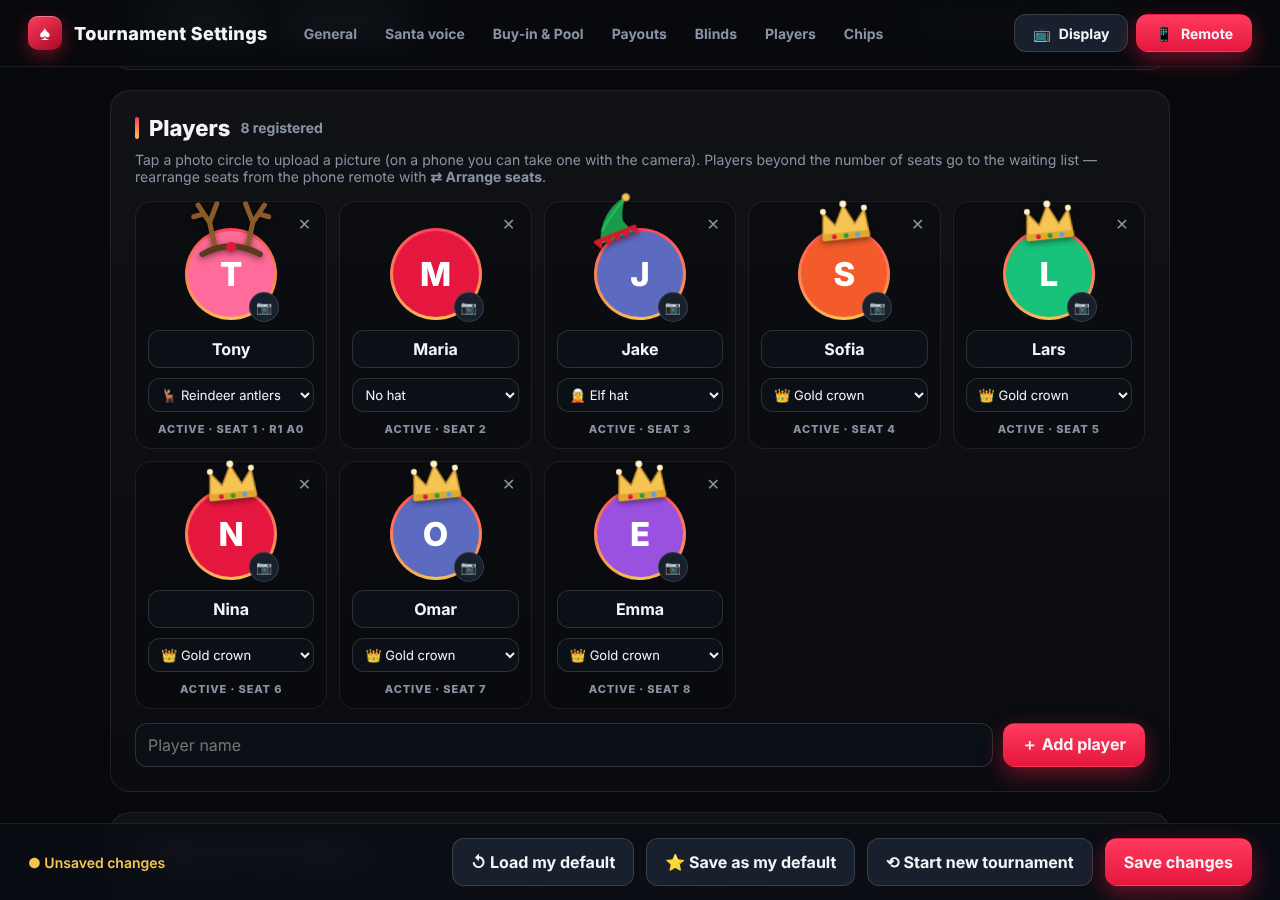 ♠ Tournament Settings General Santa voice Buy-in & Pool Payouts Blinds Players Chips 📺 Display 📱 Remote
Players 8 registered
Tap a photo circle to upload a picture (on a phone you can take one with the camera). Players beyond the number of seats go to the waiting list —
rearrange seats from the phone remote with ⇄ Arrange seats.
✕ ✕ ✕ ✕ ✕
T M J S L
Tony Maria Jake Sofia Lars
🦌 Reindeer antlers No hat 🧝 Elf hat 👑 Gold crown 👑 Gold crown
ACTIVE · SEAT 1 · R1 A0 ACTIVE · SEAT 2 ACTIVE · SEAT 3 ACTIVE · SEAT 4 ACTIVE · SEAT 5
✕ ✕ ✕
N O E
Nina Omar Emma
👑 Gold crown 👑 Gold crown 👑 Gold crown
ACTIVE · SEAT 6 ACTIVE · SEAT 7 ACTIVE · SEAT 8
Player name + Add player
● Unsaved changes ↺ Load my default ⭐ Save as my default ⟲ Start new tournament Save changes